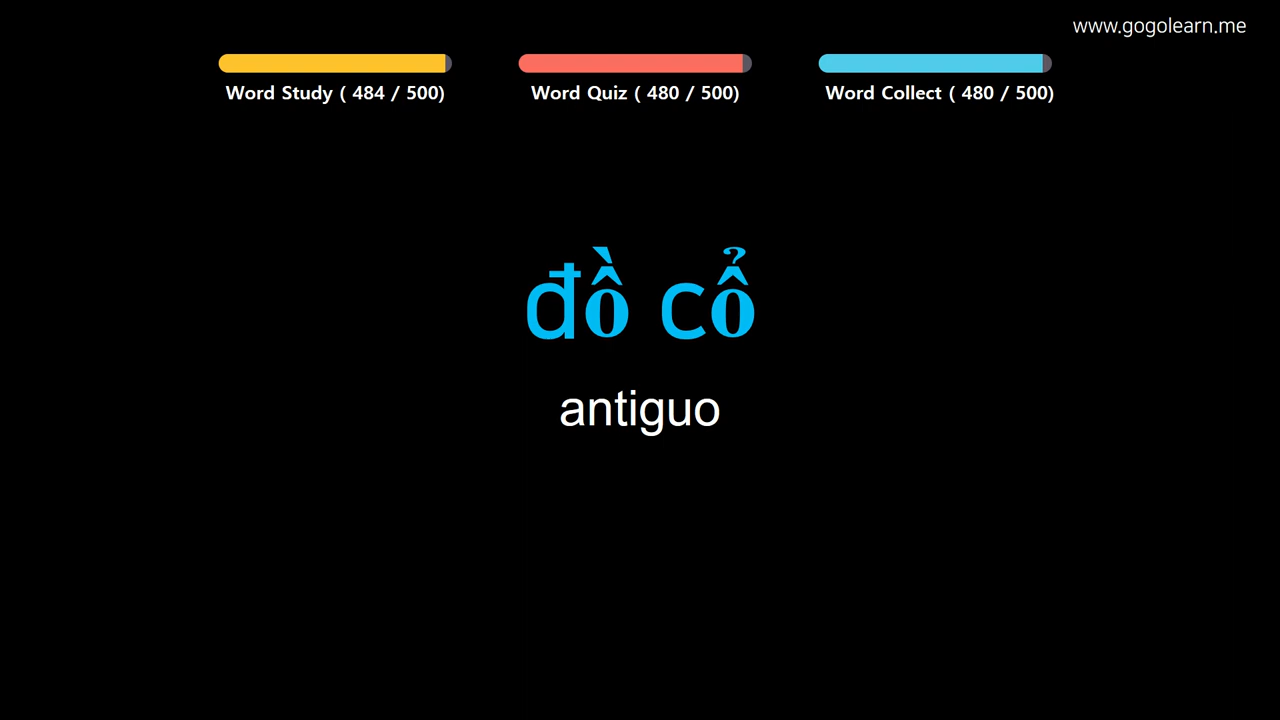 www.gogolearn.me
Word Study ( 484 / 500)
Word Quiz ( 480 / 500)
Word Collect ( 480 / 500)
đồ cổ
antiguo